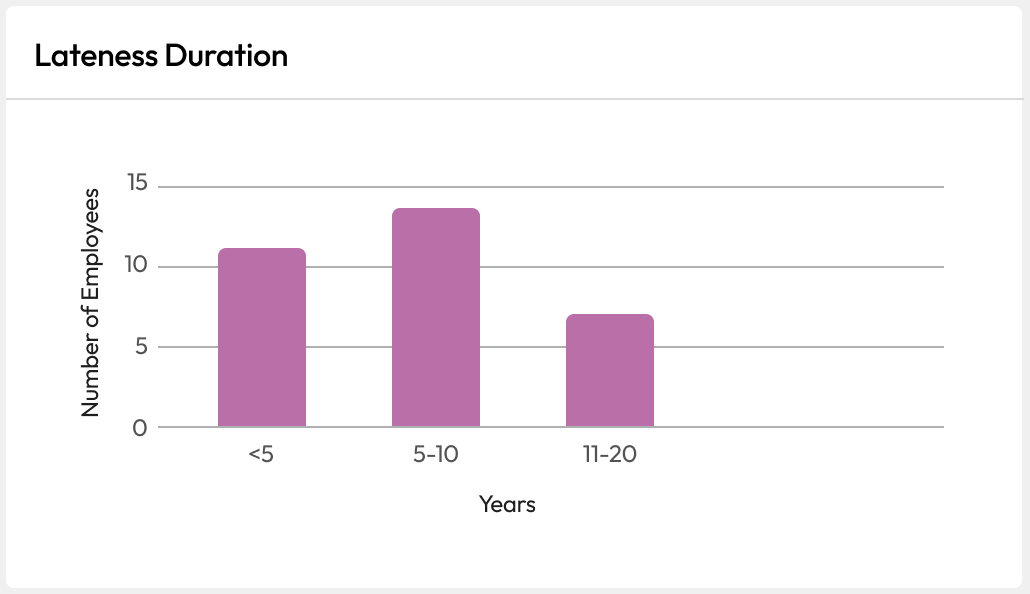 Lateness Duration
Number of Employees
15
10
5
0
<5
5-10
11-20
Years